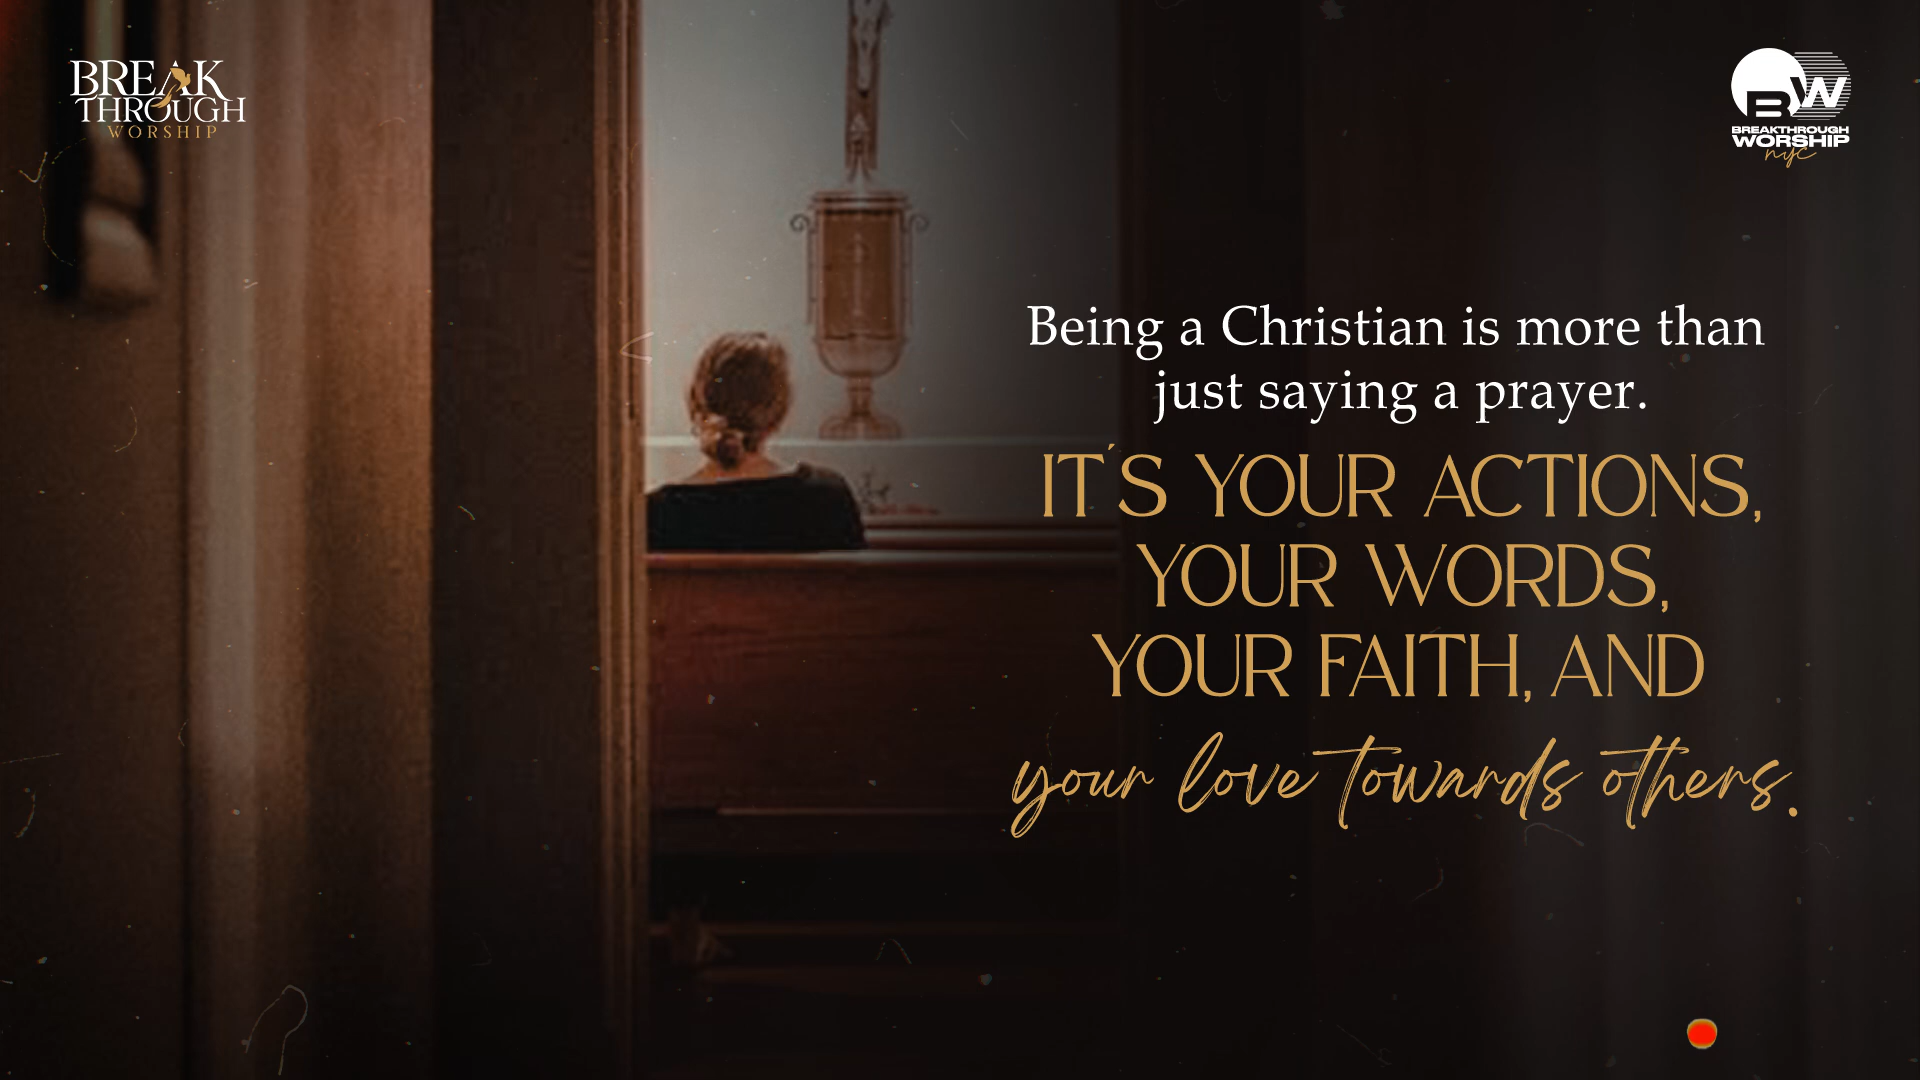 BREAK
THROUGH
WORSHIP
BW
BREAKTHROUGH
WORSHIP
nyc
Being a Christian is more than
just saying a prayer.
IT'S YOUR ACTIONS,
YOUR WORDS,
YOUR FAITH, AND
your love towards others.